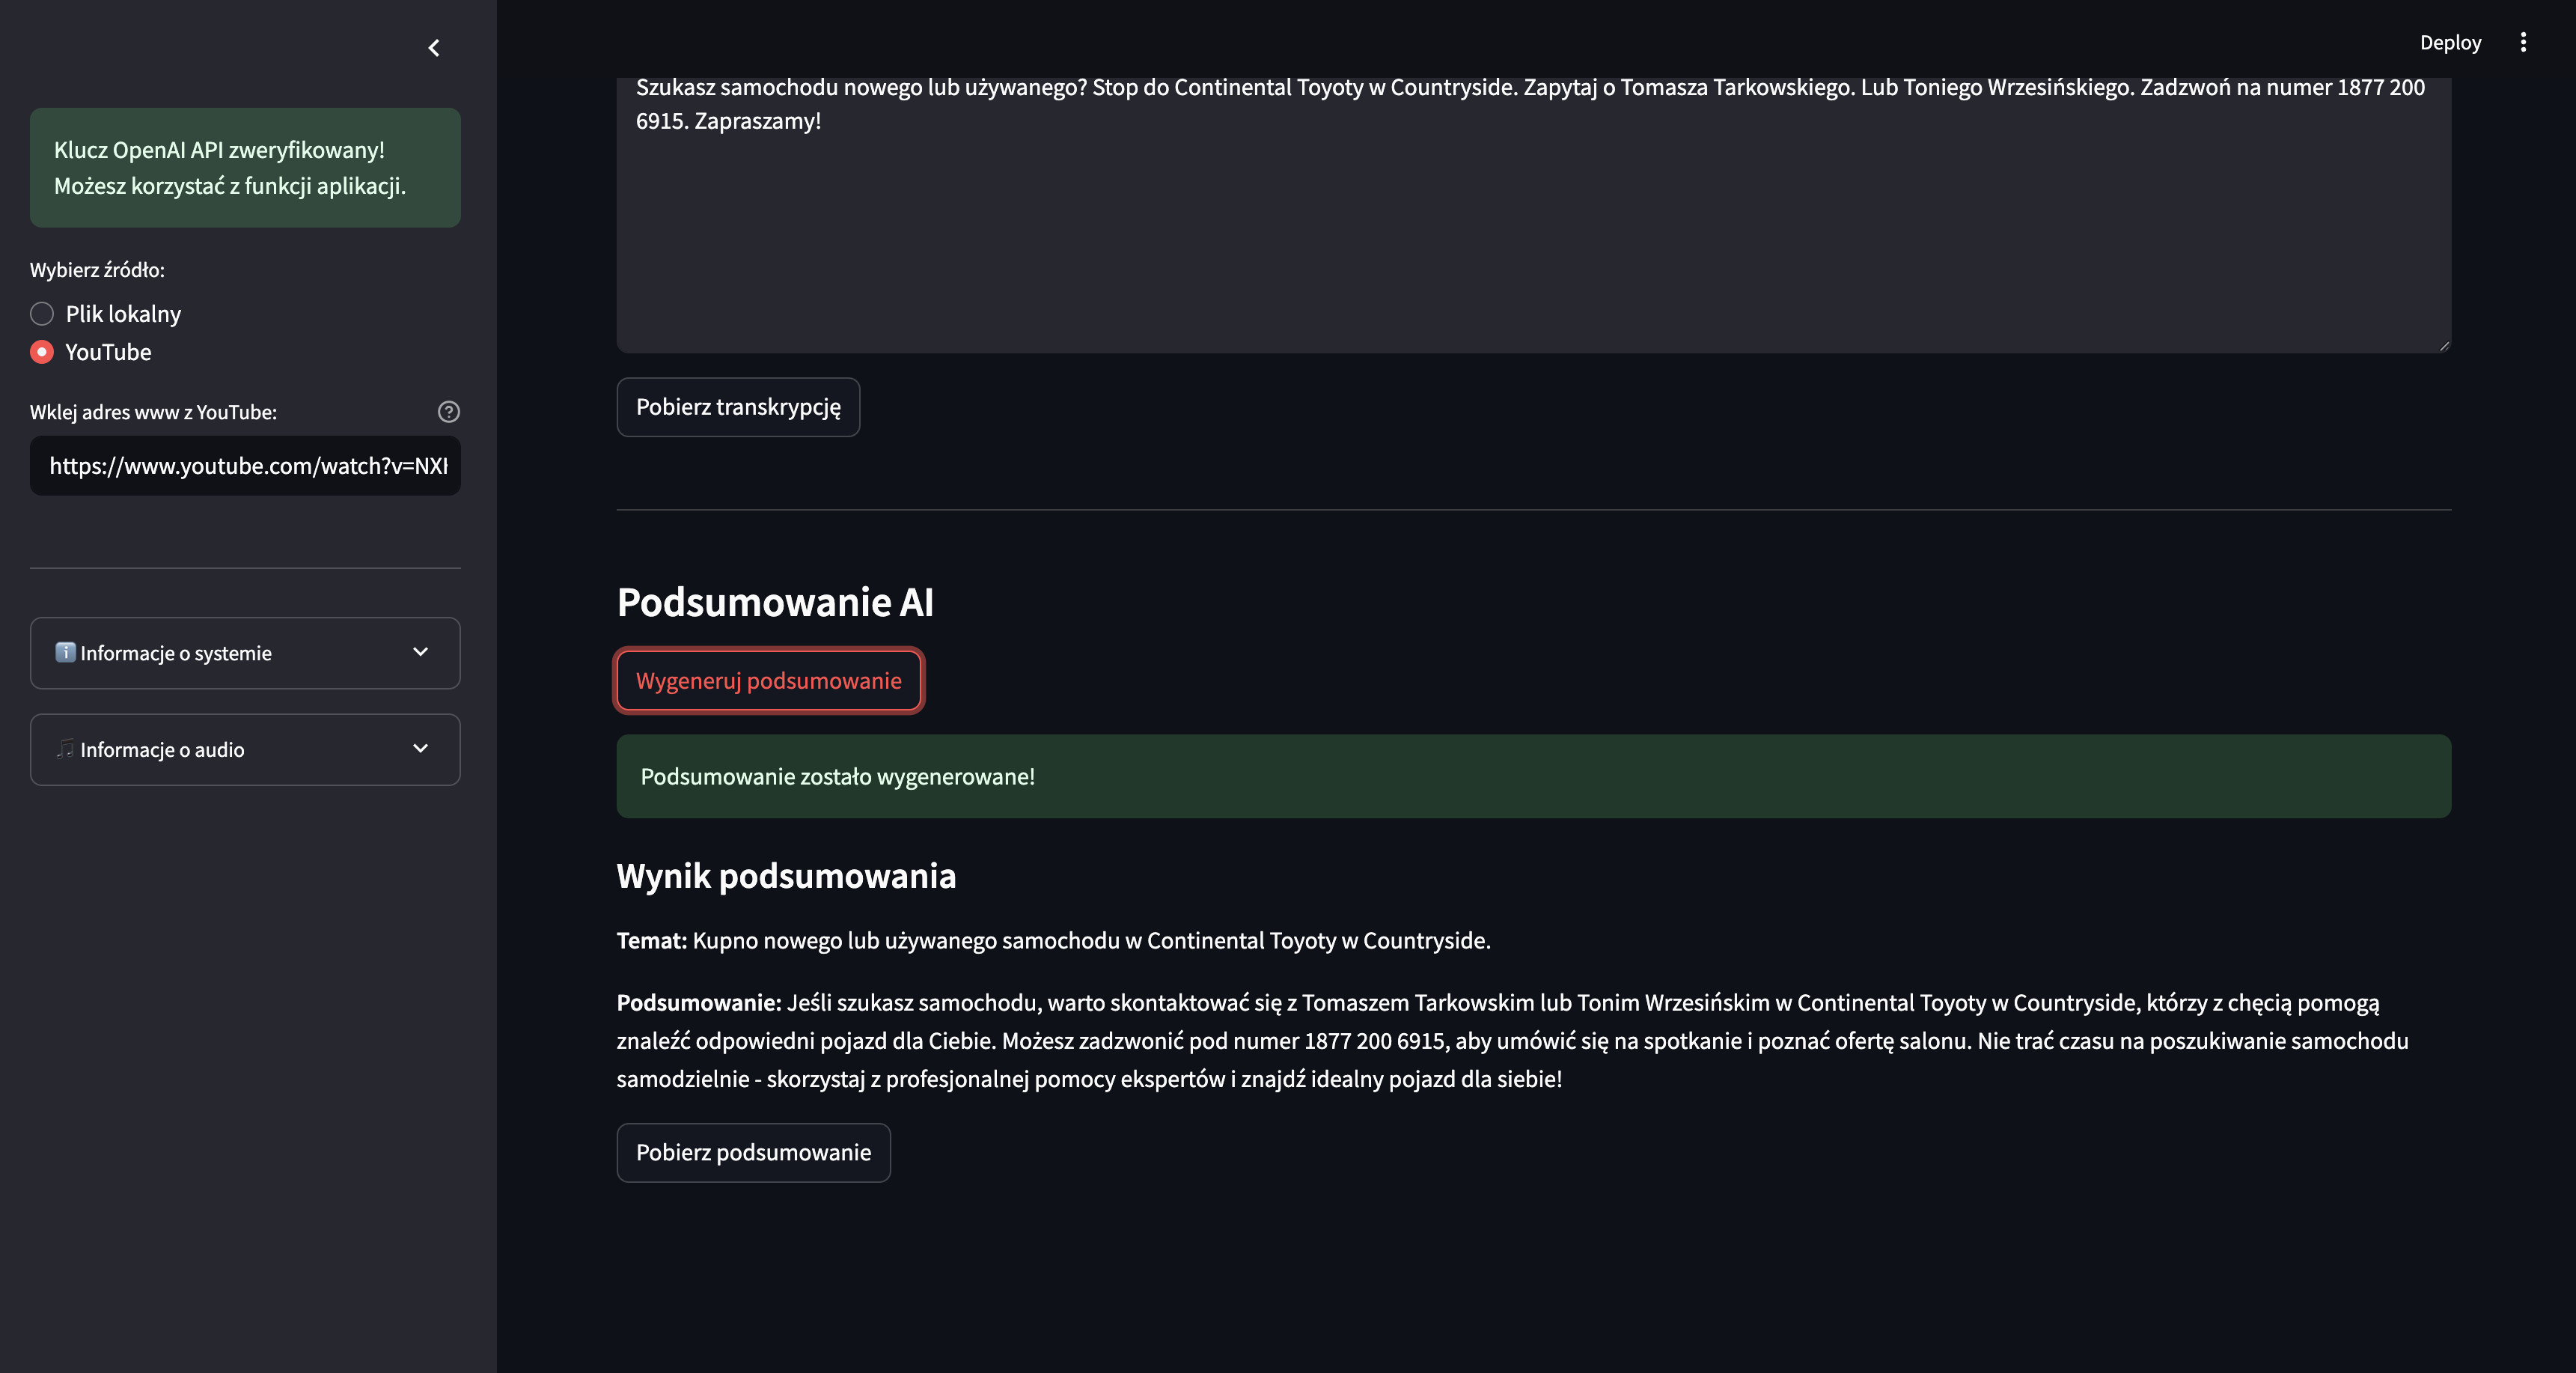 Klucz OpenAI API zweryfikowany!
Możesz korzystać z funkcji aplikacji.
Wybierz źródło:
Plik lokalny
YouTube
Wklej adres www z YouTube:
https://www.youtube.com/watch?v=NX
Informacje o systemie
Informacje o audio
Deploy
Szukasz samochodu nowego lub używanego? Stop do Continental Toyoty w Countryside. Zapytaj o Tomasza Tarkowskiego. Lub Toniego Wrzesińskiego. Zadzwoń na numer 1877 200
6915. Zapraszamy!
Pobierz transkrypcję
Podsumowanie AI
Wygeneruj podsumowanie
Podsumowanie zostało wygenerowane!
Wynik podsumowania
Temat: Kupno nowego lub używanego samochodu w Continental Toyoty w Countryside.
Podsumowanie: Jeśli szukasz samochodu, warto skontaktować się z Tomaszem Tarkowskim lub Tonim Wrzesińskim w Continental Toyoty w Countryside, którzy z chęcią pomogą
znaleźć odpowiedni pojazd dla Ciebie. Możesz zadzwonić pod numer 1877 200 6915, aby umówić się na spotkanie i poznać ofertę salonu. Nie trać czasu na poszukiwanie samochodu
samodzielnie - skorzystaj z profesjonalnej pomocy ekspertów i znajdź idealny pojazd dla siebie!
Pobierz podsumowanie